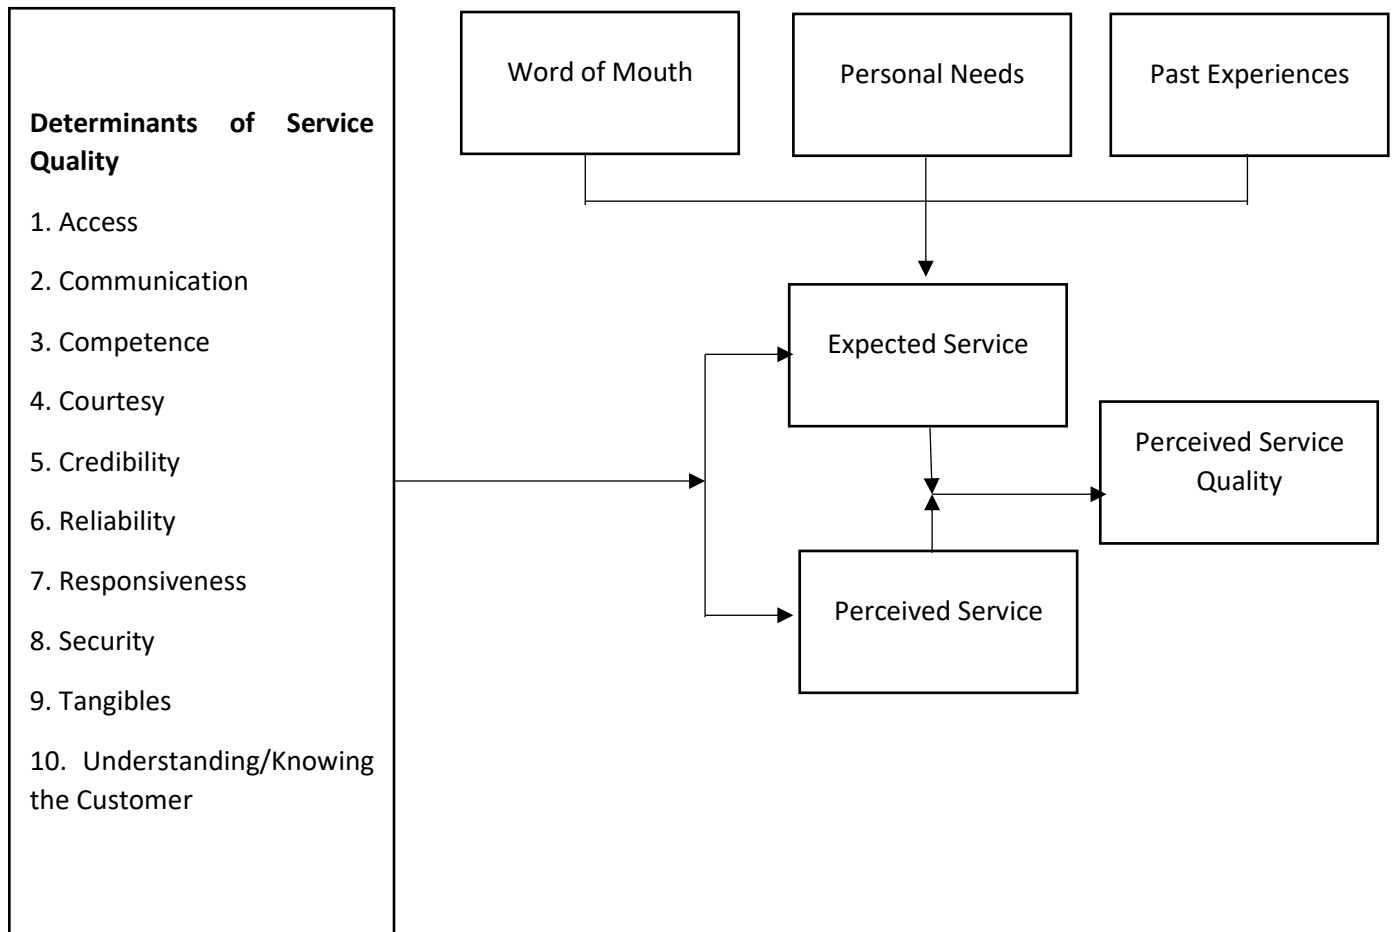 Determinants of Service
Quality
1. Access
2. Communication
3. Competence
4. Courtesy
5. Credibility
6. Reliability
7. Responsiveness
8. Security
9. Tangibles
10. Understanding/Knowing
the Customer
Word of Mouth
Personal Needs
Past Experiences
Expected Service
Perceived Service
Quality
Perceived Service